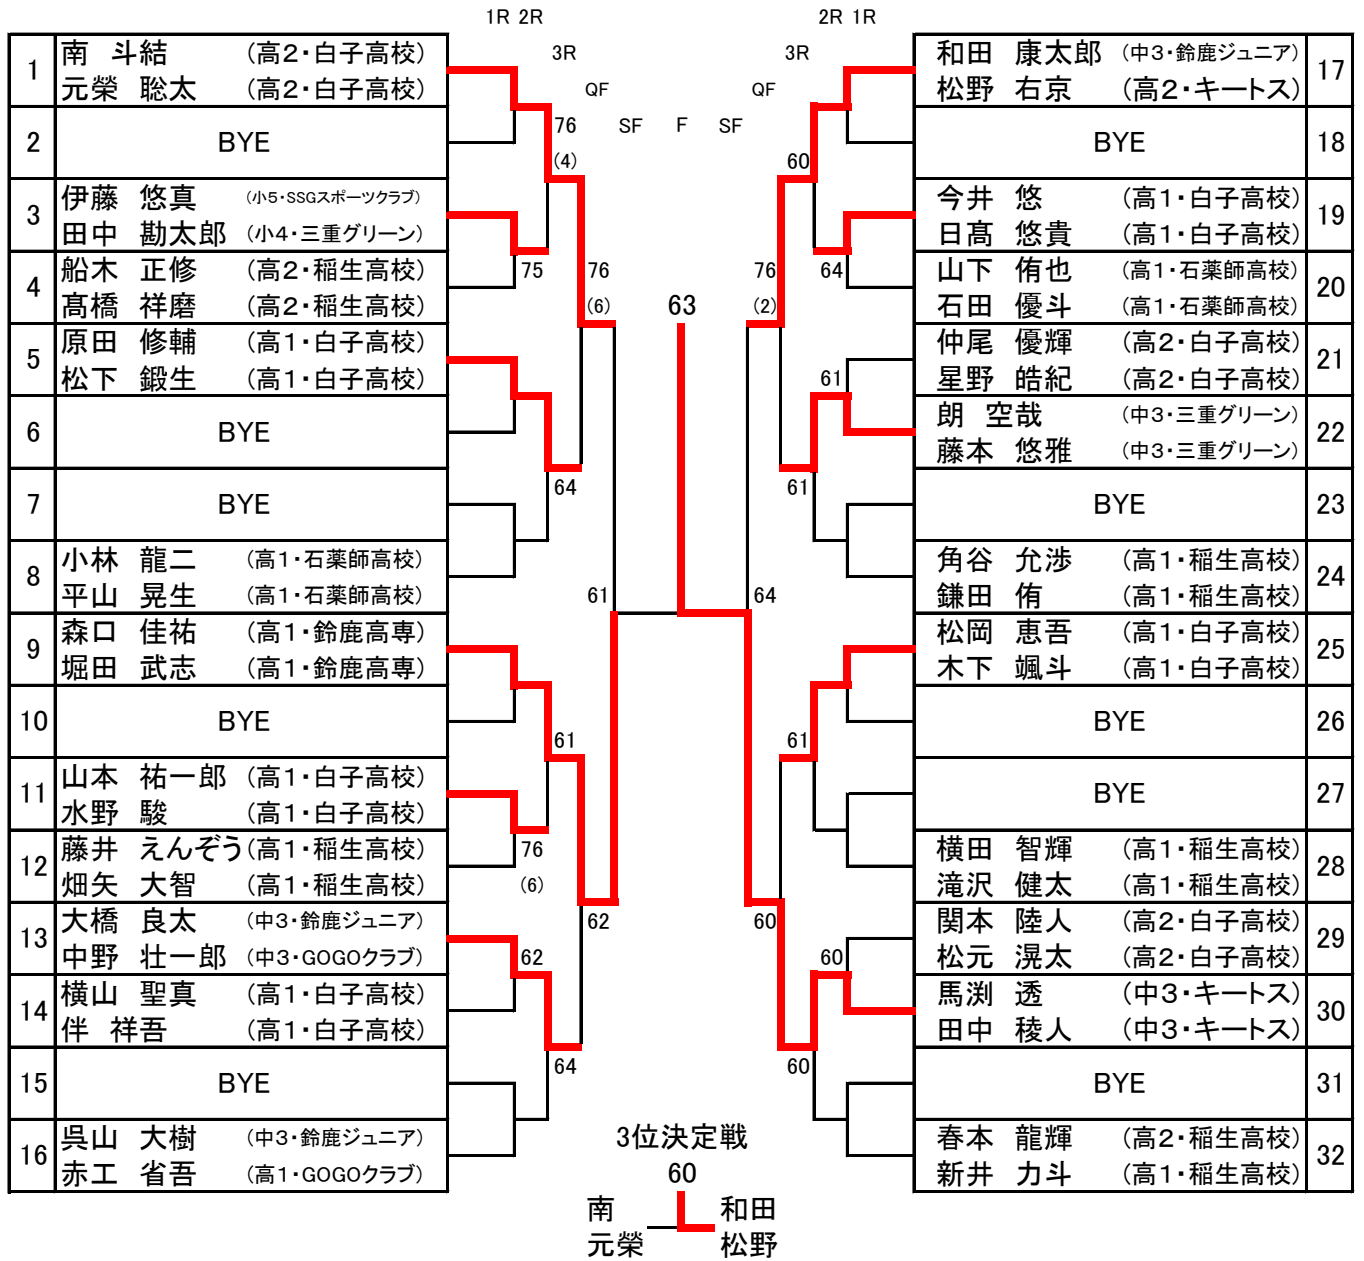 1R 2R
2R 1R
3R
3R
QF
QF
SF F SF
1
南 斗結 (高2・白子高校)
元榮 聡太 (高2・白子高校)
2
BYE
3
伊藤 悠真 (小5・SSGスポーツクラブ)
田中 勘太郎 (小4・三重グリーン)
4
船木 正修 (高2・稲生高校)
髙橋 祥磨 (高2・稲生高校)
5
原田 修輔 (高1・白子高校)
松下 鍛生 (高1・白子高校)
6
BYE
7
BYE
8
小林 龍二 (高1・石薬師高校)
平山 晃生 (高1・石薬師高校)
9
森口 佳祐 (高1・鈴鹿高専)
堀田 武志 (高1・鈴鹿高専)
10
BYE
11
山本 祐一郎 (高1・白子高校)
水野 駿 (高1・白子高校)
12
藤井 えんぞう (高1・稲生高校)
畑矢 大智 (高1・稲生高校)
13
大橋 良太 (中3・鈴鹿ジュニア)
中野 壮一郎 (中3・GOGOクラブ)
14
横山 聖真 (高1・白子高校)
伴 祥吾 (高1・白子高校)
15
BYE
16
呉山 大樹 (中3・鈴鹿ジュニア)
赤工 省吾 (高1・GOGOクラブ)
76
(4)
75
76
(6)
64
61
61
76
(6)
62
62
64
63
60
64
76
(2)
61
61
64
61
60
60
60
和田 康太郎 (中3・鈴鹿ジュニア)
松野 右京 (高2・キートス)
17
BYE
18
今井 悠 (高1・白子高校)
日髙 悠貴 (高1・白子高校)
19
山下 侑也 (高1・石薬師高校)
石田 優斗 (高1・石薬師高校)
20
仲尾 優輝 (高2・白子高校)
星野 皓紀 (高2・白子高校)
21
朗 空哉 (中3・三重グリーン)
藤本 悠雅 (中3・三重グリーン)
22
BYE
23
角谷 允渉 (高1・稲生高校)
鎌田 侑 (高1・稲生高校)
24
松岡 恵吾 (高1・白子高校)
木下 颯斗 (高1・白子高校)
25
BYE
26
BYE
27
横田 智輝 (高1・稲生高校)
滝沢 健太 (高1・稲生高校)
28
関本 陸人 (高2・白子高校)
松元 滉太 (高2・白子高校)
29
馬渕 透 (中3・キートス)
田中 稜人 (中3・キートス)
30
BYE
31
春本 龍輝 (高2・稲生高校)
新井 力斗 (高1・稲生高校)
32
3位決定戦
60
南 和田
元榮 松野